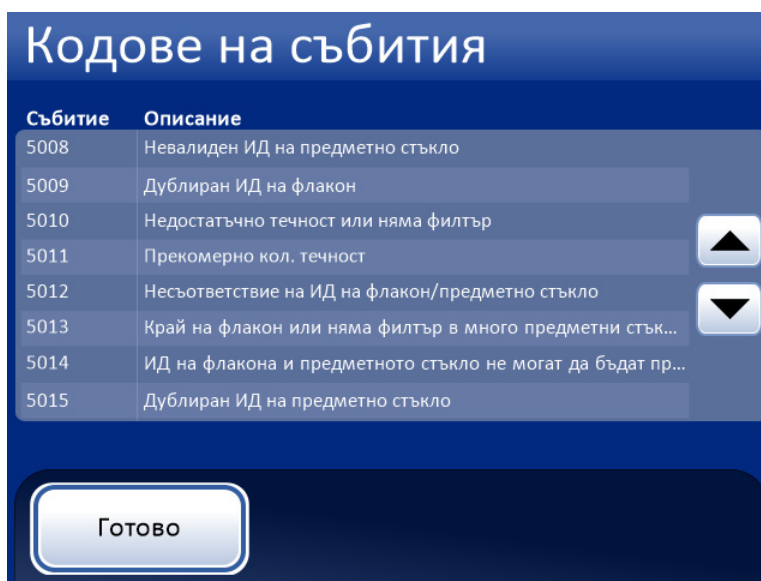 Кодове на събития
Събитие Описание
5008 Невалиден ИД на предметно стъкло
5009 Дублиран ИД на флакон
5010 Недостатъчно течност или няма филтър
5011 Прекомерно кол. течност
5012 Несъответствие на ИД на флакон/предметно стъкло
5013 Край на флакон или няма филтър в много предметни стък...
5014 ИД на флакона и предметното стъкло не могат да бъдат пр...
5015 Дублиран ИД на предметно стъкло
Готово